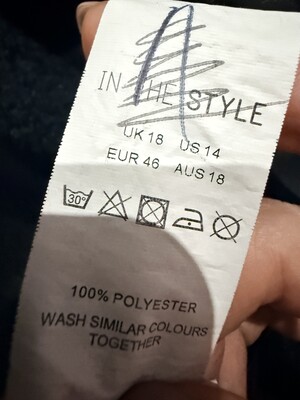 IN THE STYLE
UK 18 US 14
EUR 46 AUS 18
30°
100% POLYESTER
WASH SIMILAR COLOURS
TOGETHER